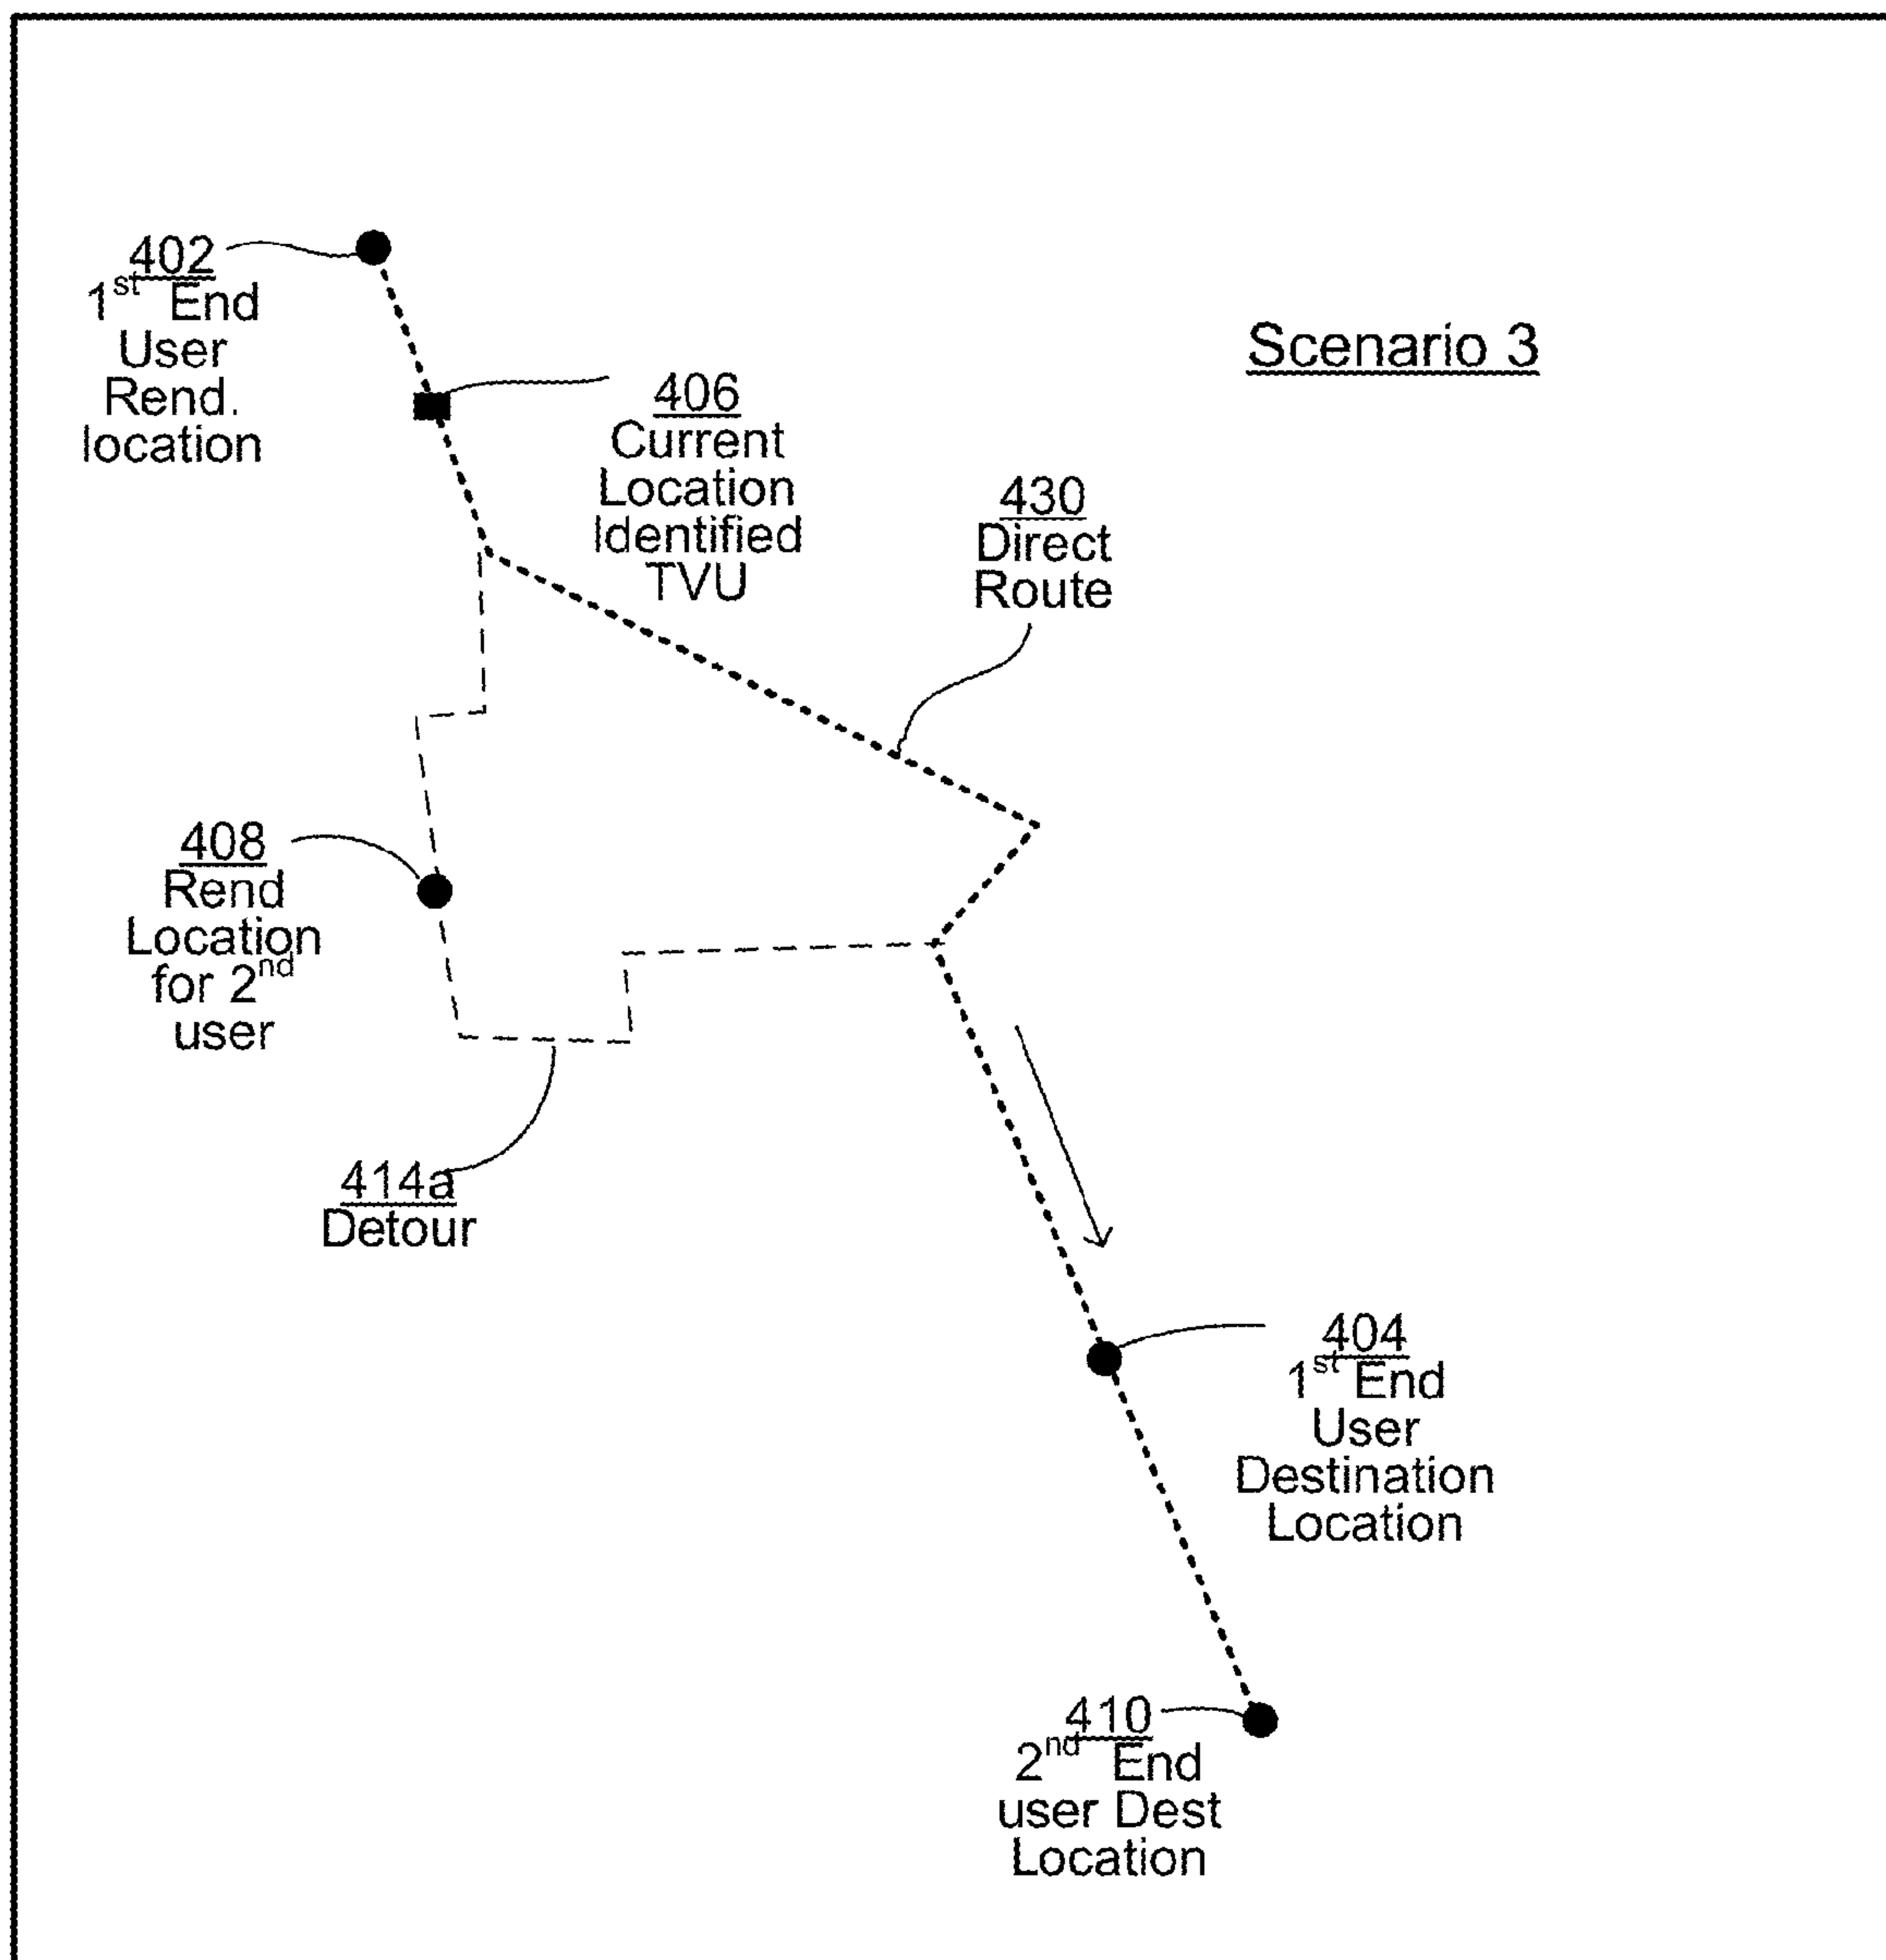 402
1st End
User
Rend.
location
Scenario 3
406
Current
Location
Identified
TVU
430
Direct
Route
408
Rend
Location
for 2nd
user
414a
Detour
404
1st End
User
Destination
Location
410
2nd End
user Dest
Location